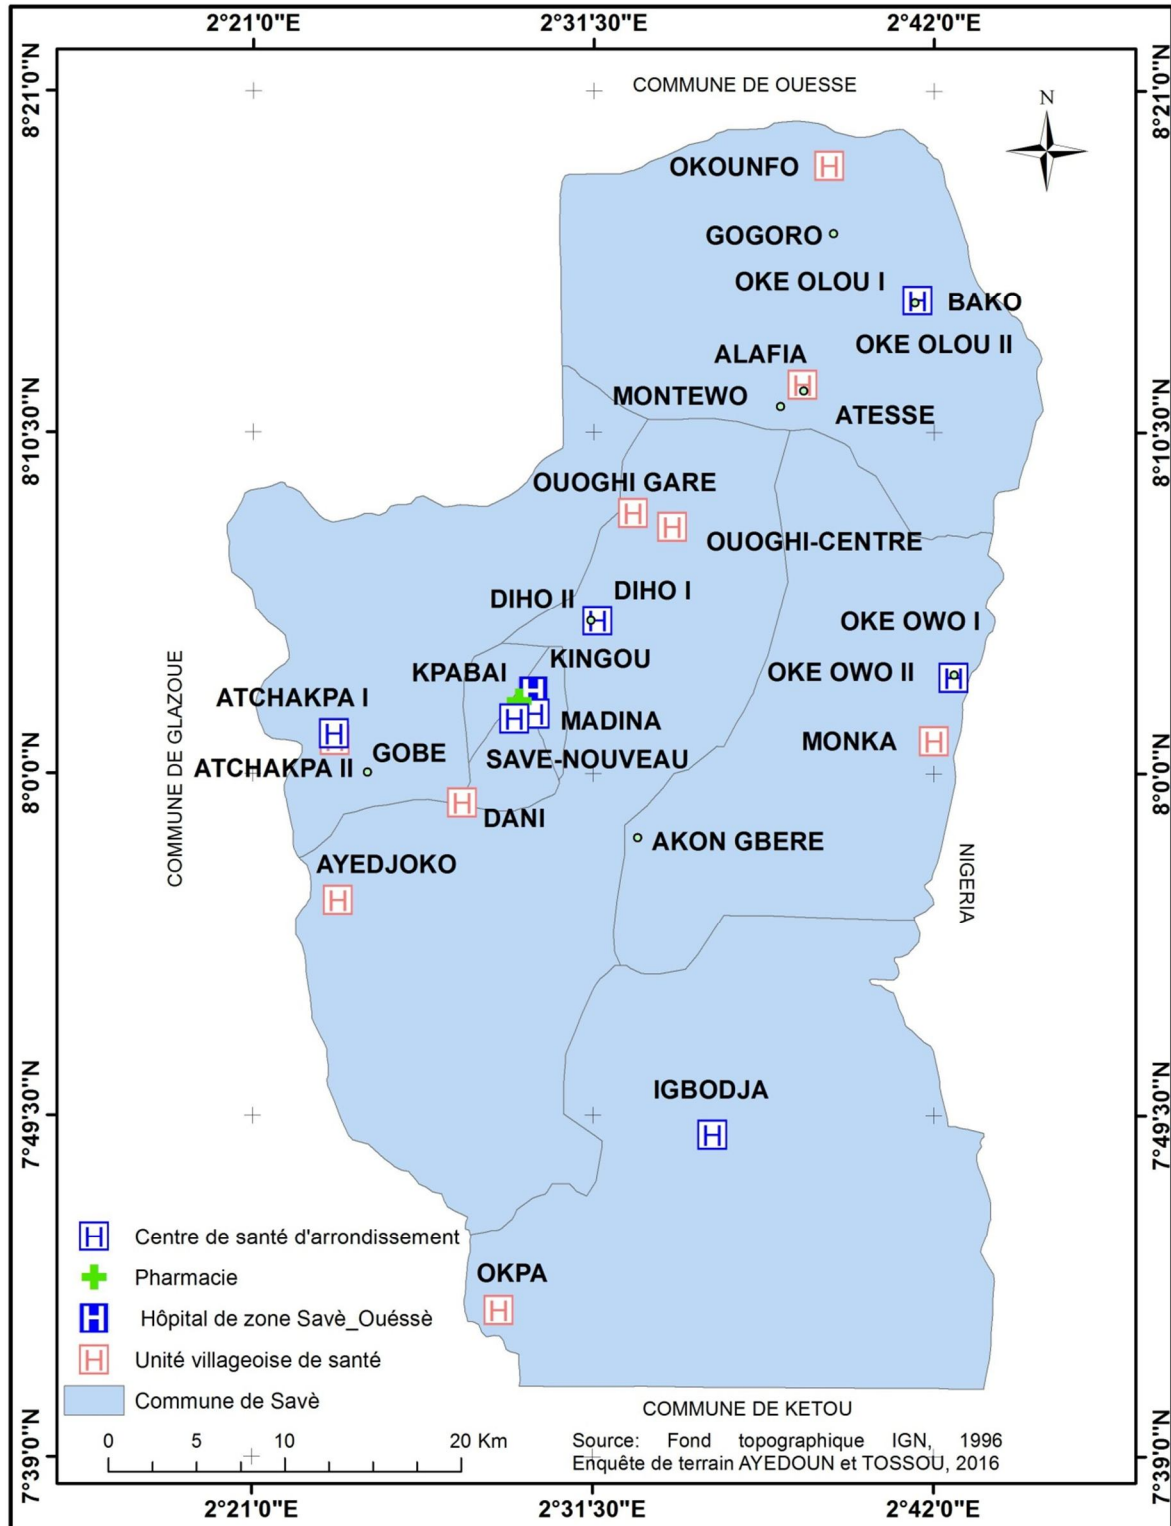 2°21'0"E
2°31'30"E
2°42'0"E
8°21'0"N
8°21'0"N
COMMUNE DE OUESSE
N
OKOUNFO
GOGORO
OKE OLOU I
BAKO
OKE OLOU II
ALAFIA
MONTEWO
ATESSE
8°10'30"N
8°10'30"N
OUOGHI GARE
OUOGHI-CENTRE
DIHO II
DIHO I
OKE OWO I
KINGOU
KPABAI
OKE OWO II
ATCHAKPA I
MADINA
MONKA
SAVE-NOUVEAU
GOBE
ATCHAKPA II
COMMUNE DE GLAZOUE
8°0'0"N
8°0'0"N
DANI
AKON GBERE
AYEDJOKO
NIGERIA
IGBODJA
7°49'30"N
7°49'30"N
OKPA
H Centre de santé d'arrondissement
Pharmacie
H Hôpital de zone Savè_Ouéssè
H Unité villageoise de santé
Commune de Savè
COMMUNE DE KETOU
0 5 10 20 Km
Source: Fond topographique IGN, 1996
Enquête de terrain AYEDOUN et TOSSOU, 2016
7°39'0"N
7°39'0"N
2°21'0"E
2°31'30"E
2°42'0"E